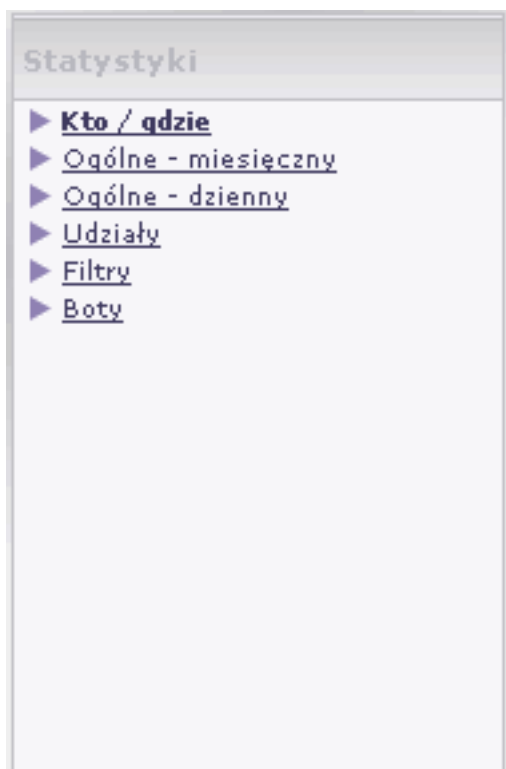 Statystyki
Kto / gdzie
Ogólne - miesięczny
Ogólne - dzienny
Udziały
Filtry
Boty